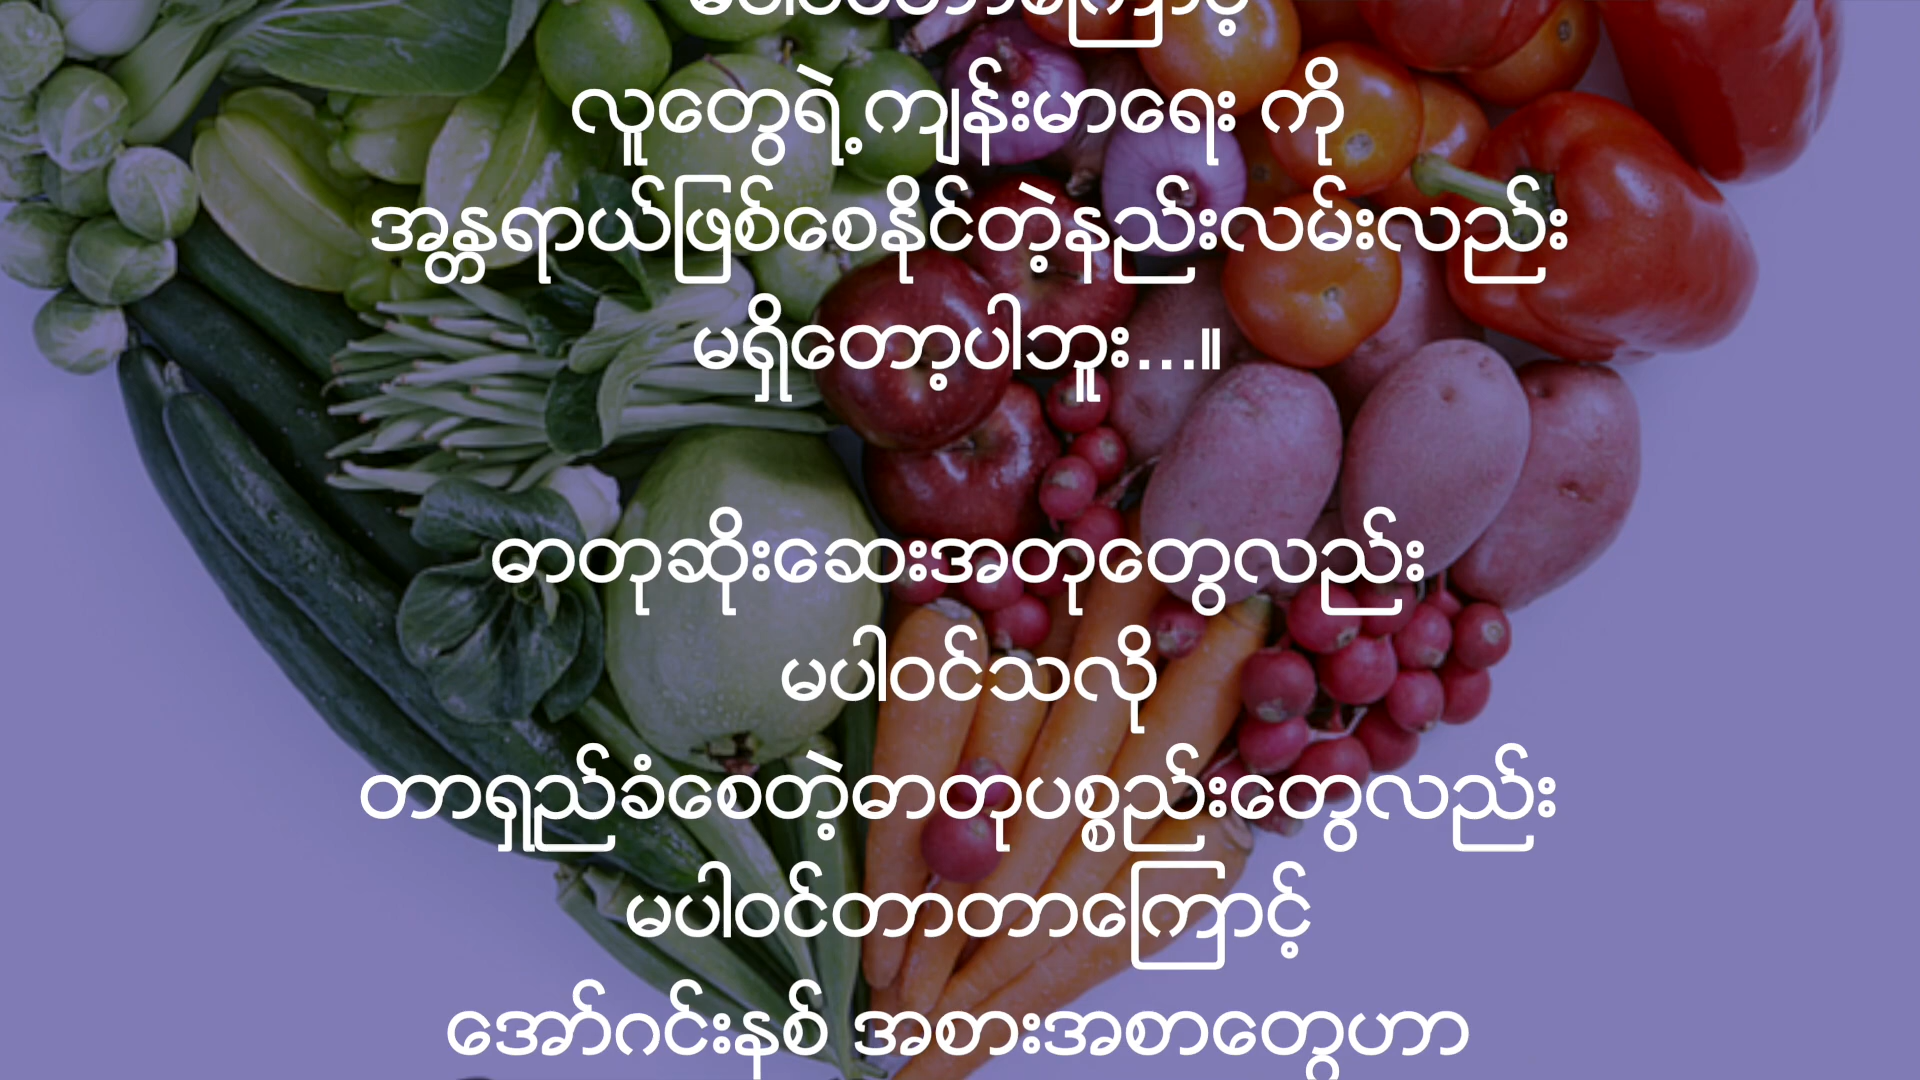 လူတွေရဲ့ကျန်းမာရေး ကို
အန္တရာယ်ဖြစ်စေနိုင်တဲ့နည်းလမ်းလည်း
မရှိတော့ပါဘူး...။
ဓာတုဆိုးဆေးအတုတွေလည်း
မပါဝင်သလို
တာရှည်ခံစေတဲ့ဓာတုပစ္စည်းတွေလည်း
မပါဝင်တာတာကြောင့်
အော်ဂင်းနစ် အစားအစာတွေဟာ